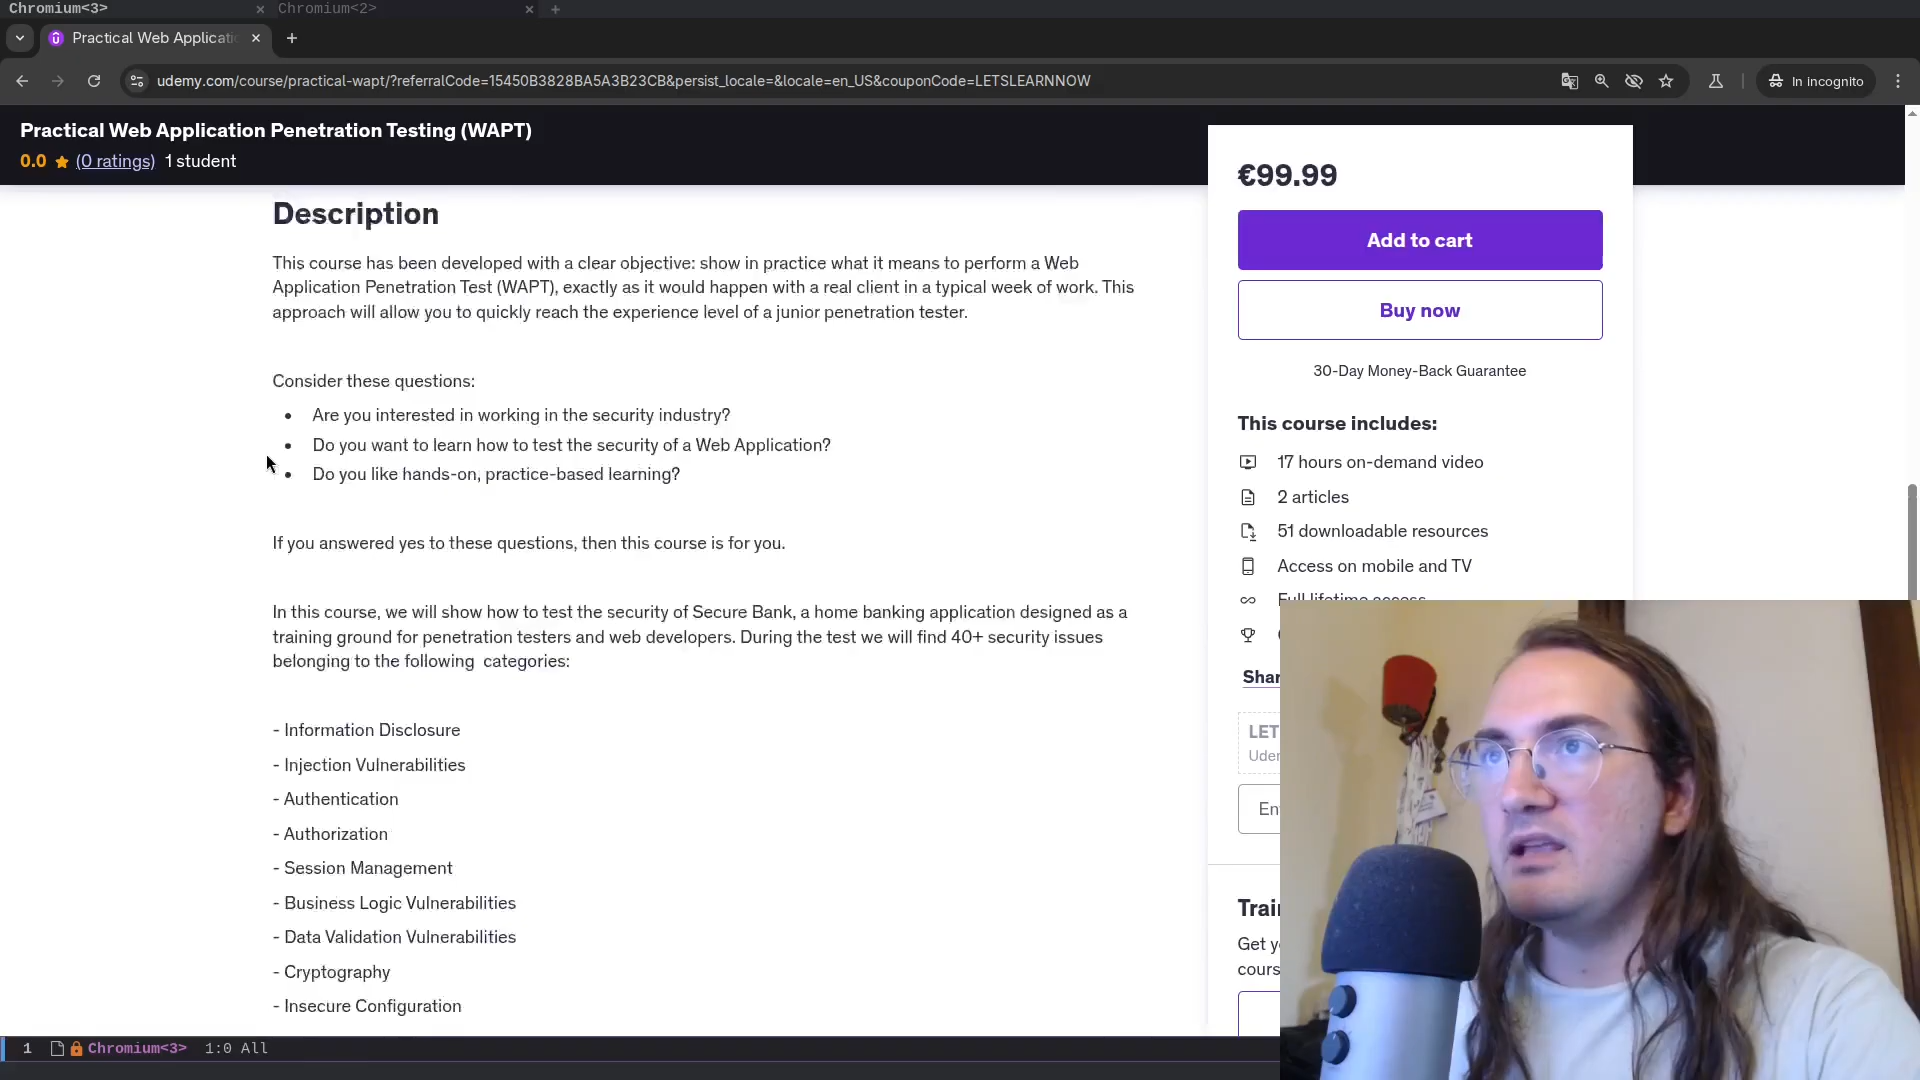 Chromium<3>
Chromium<2>
Practical Web Applicati
udemy.com/course/practical-wapt/?referralCode=15450B3828BA5A3B23CB&persist_locale=&locale=en_US&couponCode=LETSLEARNNOW
In incognito
Practical Web Application Penetration Testing (WAPT)
0.0 (0 ratings) 1 student
Description
This course has been developed with a clear objective: show in practice what it means to perform a Web
Application Penetration Test (WAPT), exactly as it would happen with a real client in a typical week of work. This
approach will allow you to quickly reach the experience level of a junior penetration tester.
Consider these questions:
• Are you interested in working in the security industry?
• Do you want to learn how to test the security of a Web Application?
• Do you like hands-on, practice-based learning?
If you answered yes to these questions, then this course is for you.
In this course, we will show how to test the security of Secure Bank, a home banking application designed as a
training ground for penetration testers and web developers. During the test we will find 40+ security issues
belonging to the following  categories:
- Information Disclosure
- Injection Vulnerabilities
- Authentication
- Authorization
- Session Management
- Business Logic Vulnerabilities
- Data Validation Vulnerabilities
- Cryptography
- Insecure Configuration
€99.99
Add to cart
Buy now
30-Day Money-Back Guarantee
This course includes:
17 hours on-demand video
2 articles
51 downloadable resources
Access on mobile and TV
Full lifetime access
Shar
LET
Uder
En
Trai
Get y
cours
1 Chromium<3> 1:0 All